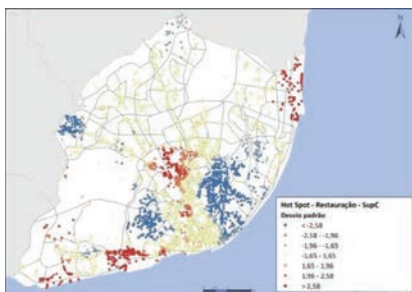 N
Hot Spot - Restauração - SupC
Desvio padrão
< -2,58
-2,58 - -1,96
-1,96 - -1,65
-1,65 - 1,65
1,65 - 1,96
1,96 - 2,58
> 2,58